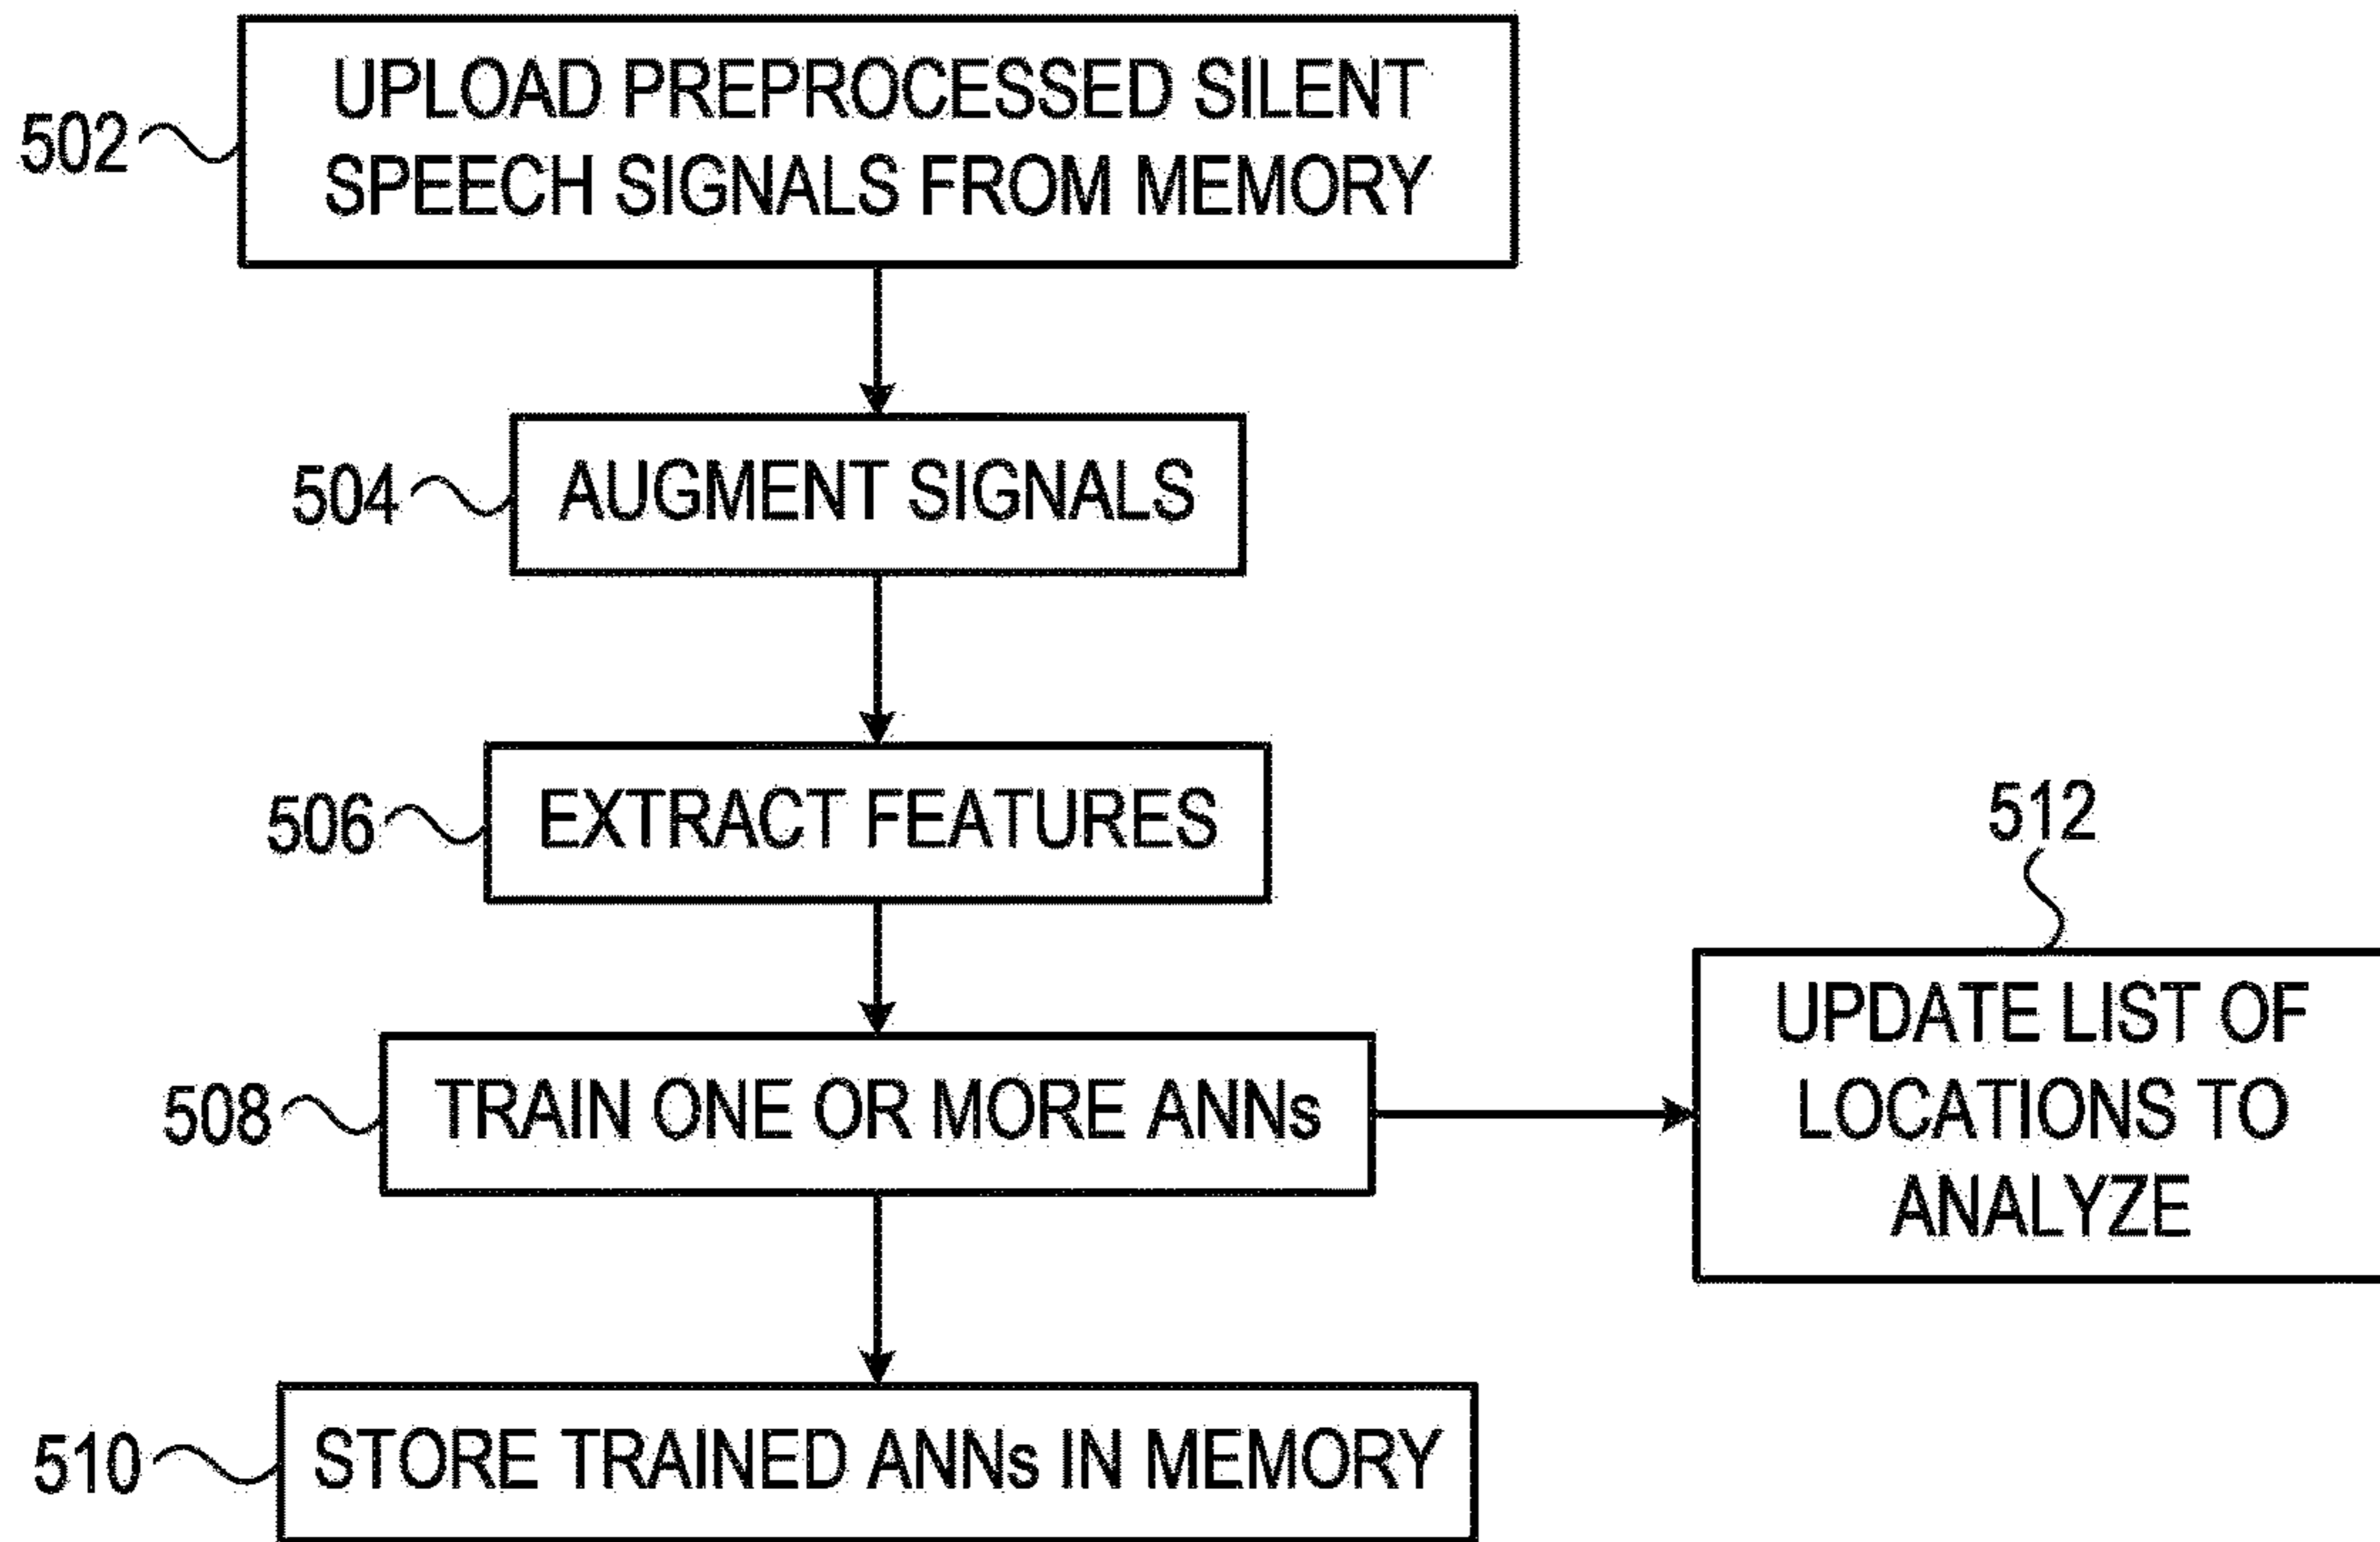 502
UPLOAD PREPROCESSED SILENT
SPEECH SIGNALS FROM MEMORY
504
AUGMENT SIGNALS
506
EXTRACT FEATURES
508
TRAIN ONE OR MORE ANNs
512
UPDATE LIST OF
LOCATIONS TO
ANALYZE
510
STORE TRAINED ANNs IN MEMORY